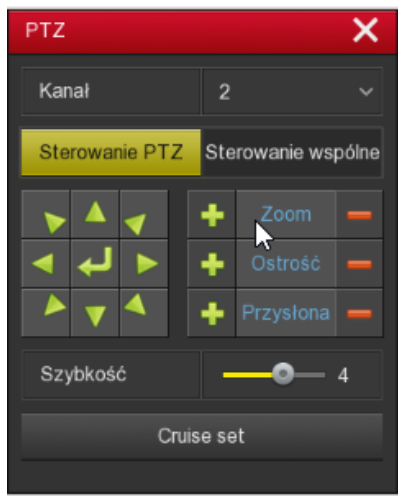 PTZ
Kanał 2
Sterowanie PTZ Sterowanie wspólne
Zoom
Ostrość
Przysłona
Szybkość 4
Cruise set